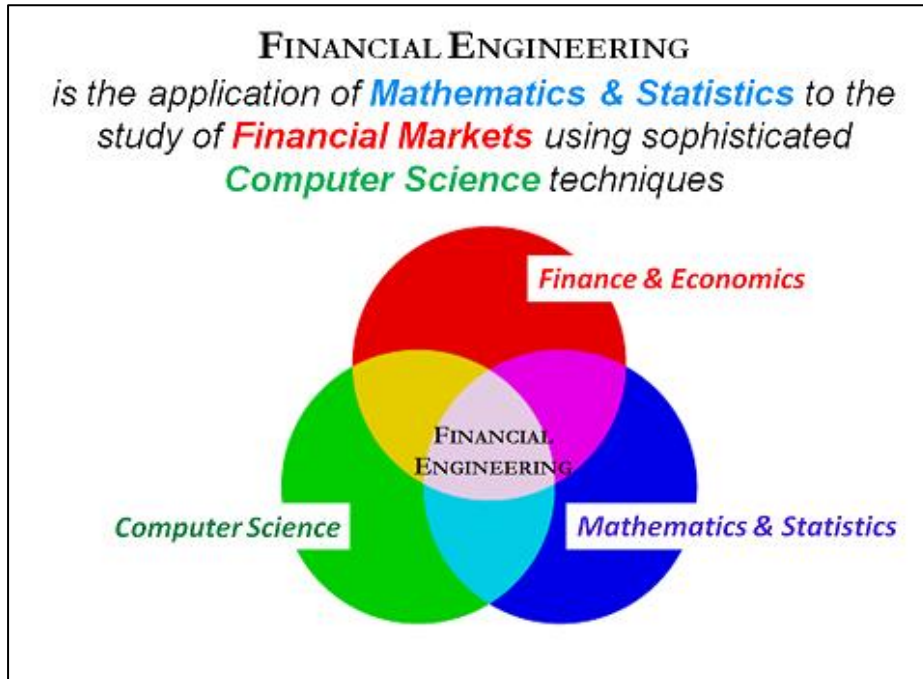 FINANCIAL ENGINEERING
is the application of Mathematics & Statistics to the
study of Financial Markets using sophisticated
Computer Science techniques
Finance & Economics
FINANCIAL
ENGINEERING
Computer Science
Mathematics & Statistics